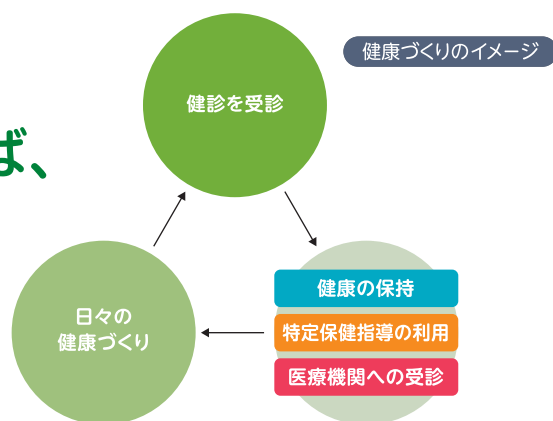 健康づくりのイメージ
健診を受診
ば、
健康の保持
特定保健指導の利用
医療機関への受診
日々の
健康づくり